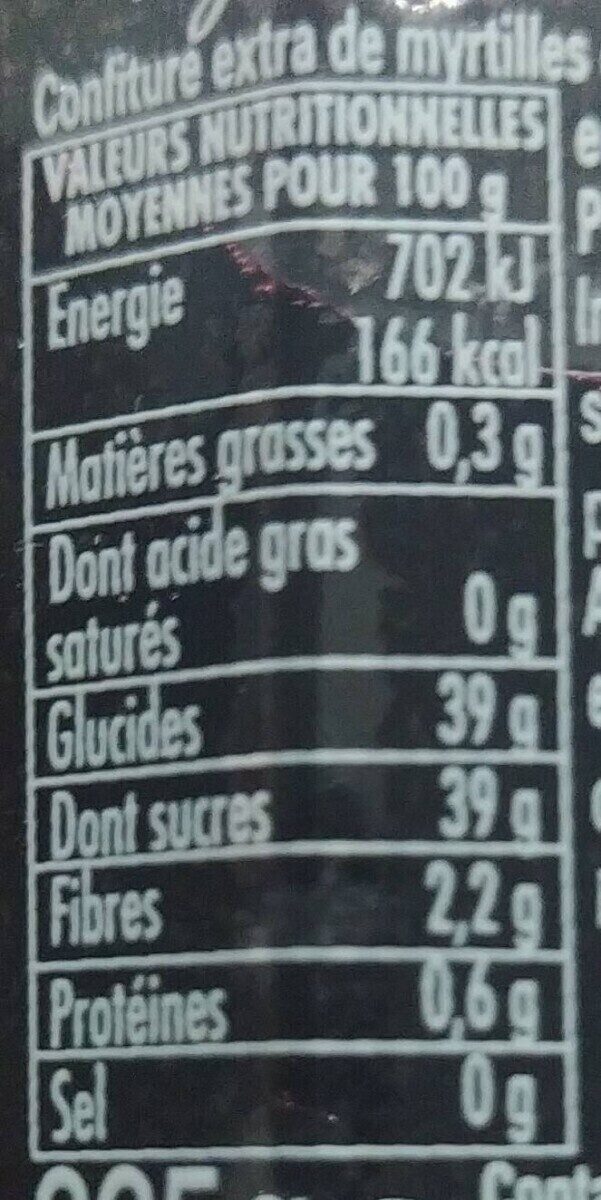 Confiture extra de myrtilles
VALEURS NUTRITIONNELLES
MOYENNES POUR 100 g
Energie 702 kJ
166 kcal
Matières grasses 0,3 g
Dont acide gras
saturés 0 g
Glucides 39 g
Dont sucres 39 g
Fibres 2,2 g
Protéines 0,6 g
Sel 0 g